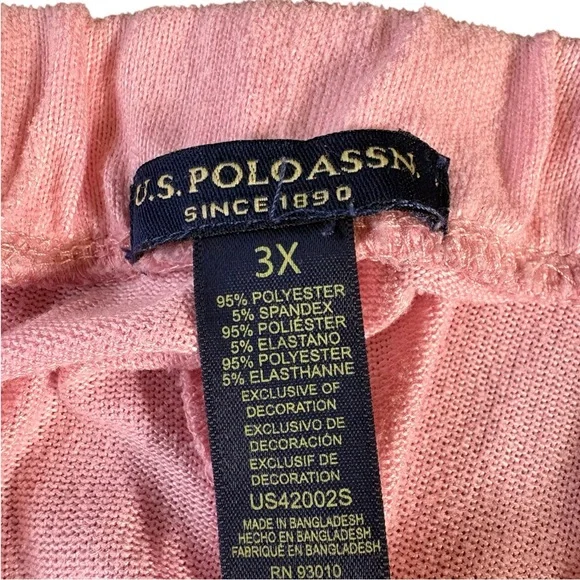 U.S. POLO ASSN.
SINCE 1890
3X
95% POLYESTER
5% SPANDEX
95% POLIÉSTER
5% ELASTANO
95% POLYESTER
5% ELASTHANNE
EXCLUSIVE OF
DECORATION
EXCLUSIVO DE
DECORACIÓN
EXCLUSIF DE
DECORATION
US42002S
MADE IN BANGLADESH
HECHO EN BANGLADESH
FABRIQUÉ EN BANGLADESH
RN 93010